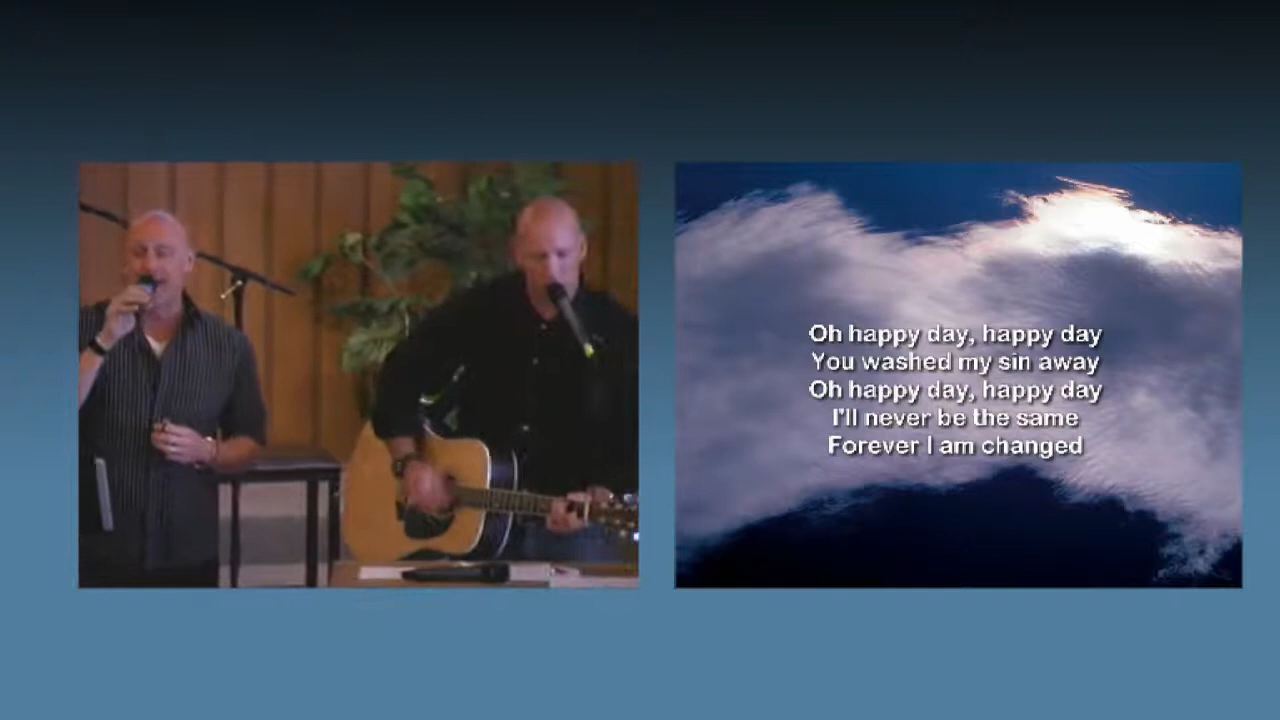 Oh happy day, happy day
You washed my sin away
Oh happy day, happy day
I'll never be the same
Forever I am changed